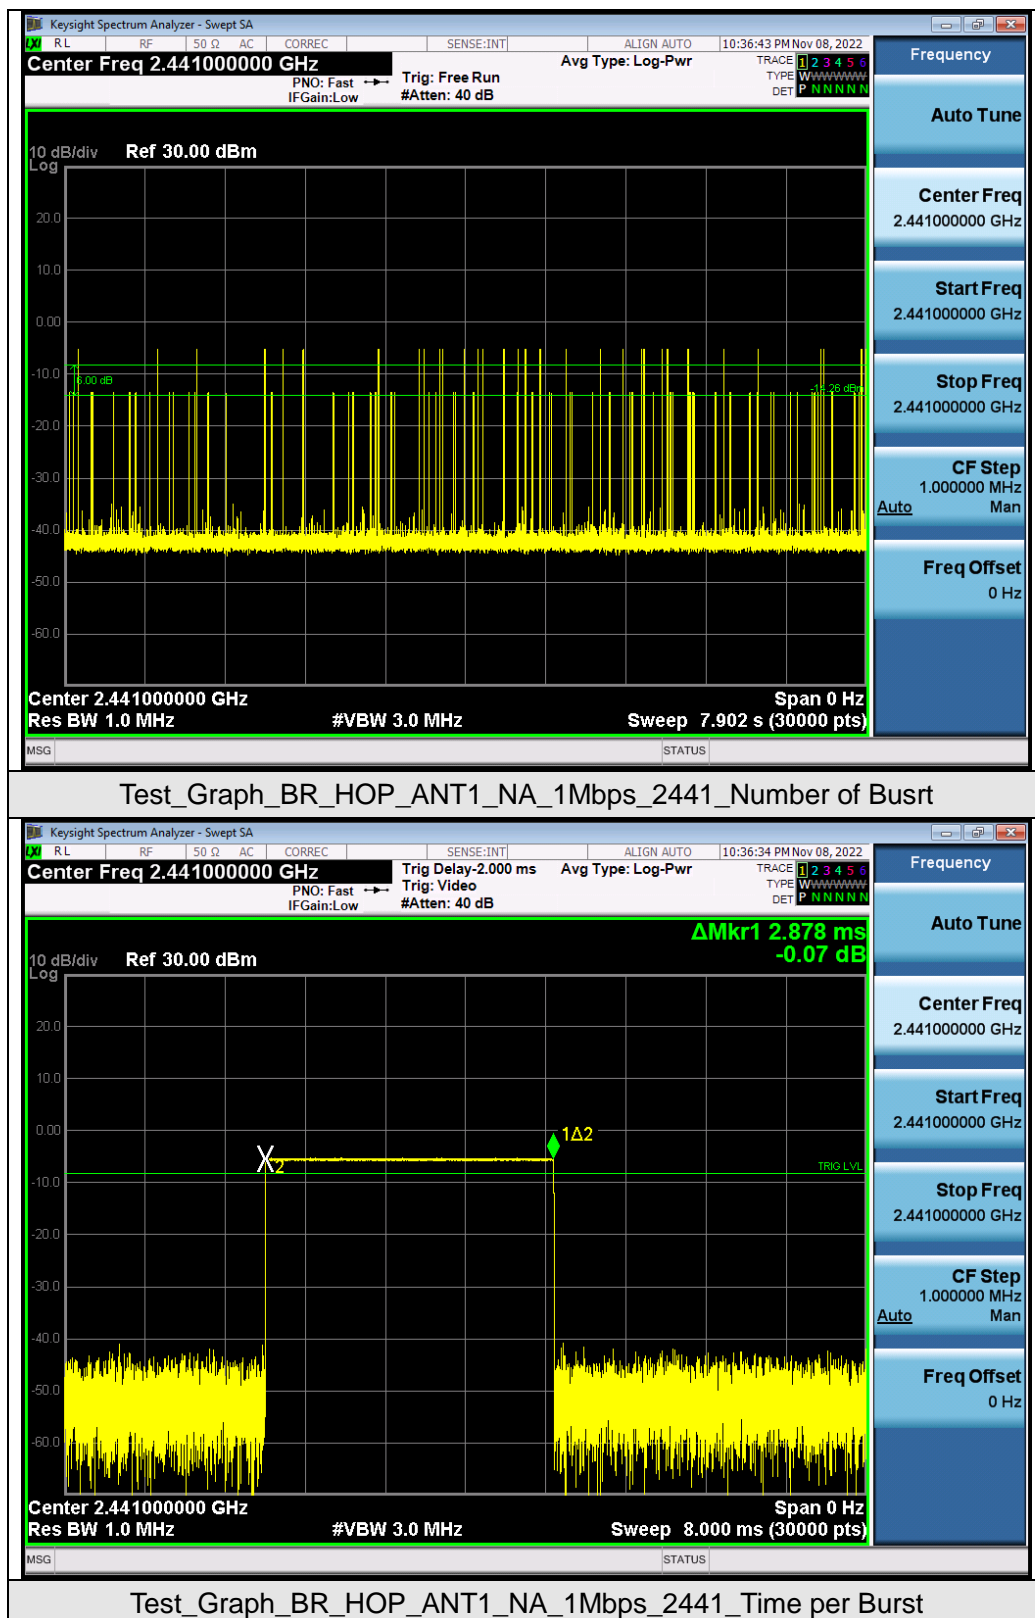 Keysight Spectrum Analyzer - Swept SA
LXI RL RF 50 Ω AC CORREC SENSE:INT ALIGN AUTO 10:36:43 PM Nov 08, 2022
Center Freq 2.441000000 GHz
PNO: Fast
IFGain:Low
Trig: Free Run
#Atten: 40 dB
Avg Type: Log-Pwr
TRACE 1 2 3 4 5 6
TYPE WWWWWW
DET P N N N N N
10 dB/div Ref 30.00 dBm
Log
20.0
10.0
0.00
-10.0
6.00 dB
-14.26 dBm
-20.0
-30.0
-40.0
-50.0
-60.0
Center 2.441000000 GHz Span 0 Hz
Res BW 1.0 MHz #VBW 3.0 MHz Sweep 7.902 s (30000 pts)
MSG STATUS
Frequency
Auto Tune
Center Freq
2.441000000 GHz
Start Freq
2.441000000 GHz
Stop Freq
2.441000000 GHz
CF Step
1.000000 MHz
Auto Man
Freq Offset
0 Hz
Test_Graph_BR_HOP_ANT1_NA_1Mbps_2441_Number of Busrt
Keysight Spectrum Analyzer - Swept SA
LXI RL RF 50 Ω AC CORREC SENSE:INT ALIGN AUTO 10:36:34 PM Nov 08, 2022
Center Freq 2.441000000 GHz
PNO: Fast
IFGain:Low
Trig Delay-2.000 ms
Trig: Video
#Atten: 40 dB
Avg Type: Log-Pwr
TRACE 1 2 3 4 5 6
TYPE WWWWWW
DET P N N N N N
ΔMkr1 2.878 ms
-0.07 dB
10 dB/div Ref 30.00 dBm
Log
20.0
10.0
0.00
1Δ2
X2
TRIG LVL
-10.0
-20.0
-30.0
-40.0
-50.0
-60.0
Center 2.441000000 GHz Span 0 Hz
Res BW 1.0 MHz #VBW 3.0 MHz Sweep 8.000 ms (30000 pts)
MSG STATUS
Frequency
Auto Tune
Center Freq
2.441000000 GHz
Start Freq
2.441000000 GHz
Stop Freq
2.441000000 GHz
CF Step
1.000000 MHz
Auto Man
Freq Offset
0 Hz
Test_Graph_BR_HOP_ANT1_NA_1Mbps_2441_Time per Burst